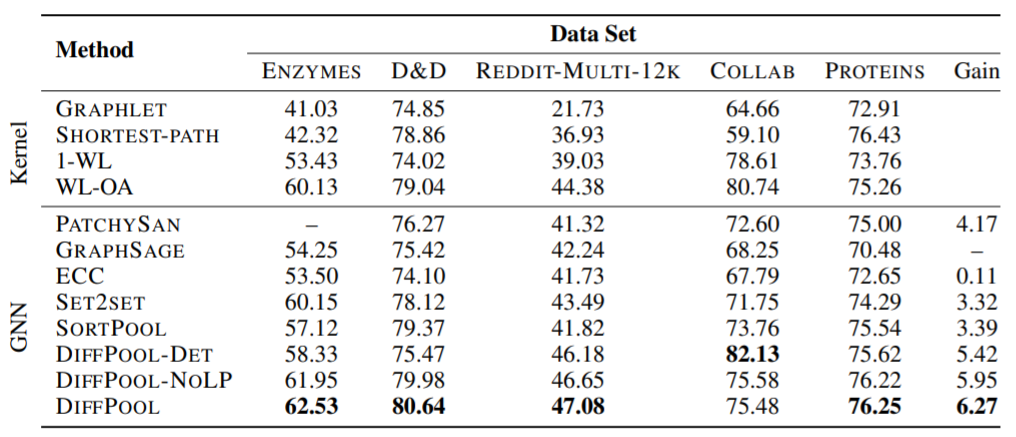 Method Data Set
ENZYMES D&D REDDIT-MULTI-12K COLLAB PROTEINS Gain
Kernel
GRAPHLET 41.03 74.85 21.73 64.66 72.91
SHORTEST-PATH 42.32 78.86 36.93 59.10 76.43
1-WL 53.43 74.02 39.03 78.61 73.76
WL-OA 60.13 79.04 44.38 80.74 75.26
GNN
PATCHYSAN – 76.27 41.32 72.60 75.00 4.17
GRAPHSAGE 54.25 75.42 42.24 68.25 70.48 –
ECC 53.50 74.10 41.73 67.79 72.65 0.11
SET2SET 60.15 78.12 43.49 71.75 74.29 3.32
SORTPOOL 57.12 79.37 41.82 73.76 75.54 3.39
DIFFPOOL-DET 58.33 75.47 46.18 82.13 75.62 5.42
DIFFPOOL-NOLP 61.95 79.98 46.65 75.58 76.22 5.95
DIFFPOOL 62.53 80.64 47.08 75.48 76.25 6.27